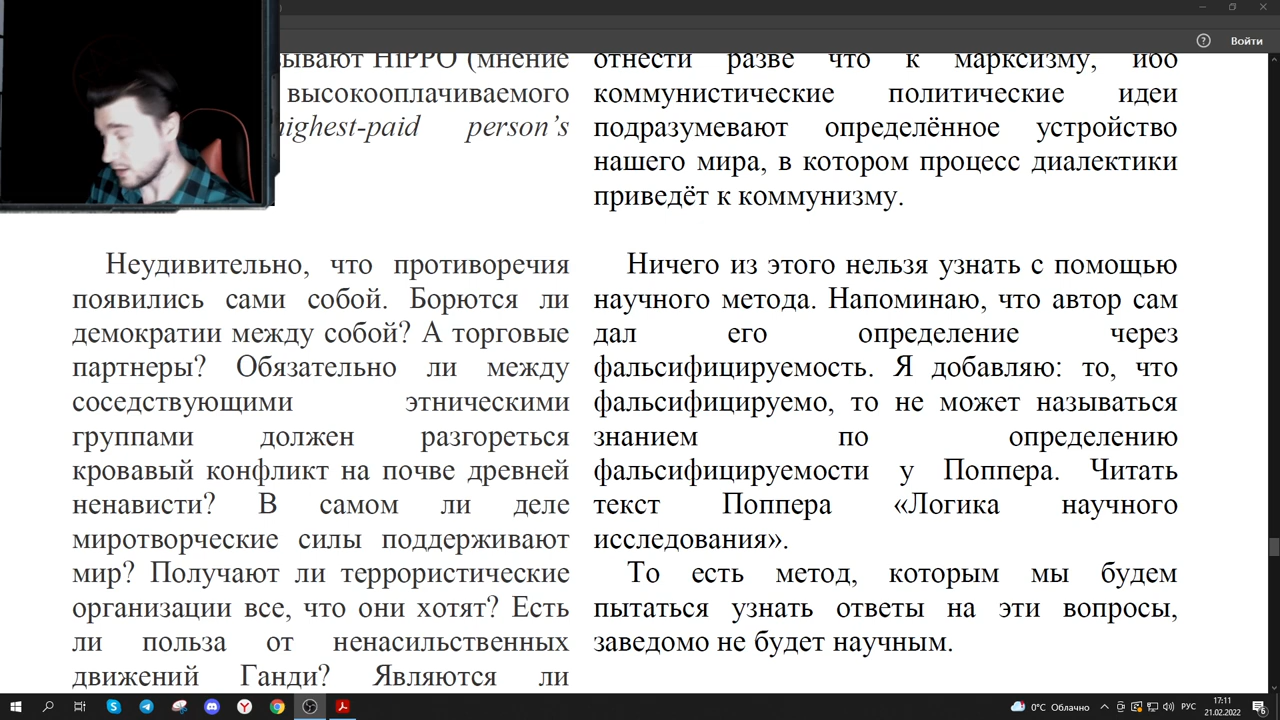 Войти
зывают HiPPO (мнение
высокооплачиваемого
highest-paid person’s
Неудивительно, что противоречия
появились сами собой. Борются ли
демократии между собой? А торговые
партнеры? Обязательно ли между
соседствующими этническими
группами должен разгореться
кровавый конфликт на почве древней
ненависти? В самом ли деле
миротворческие силы поддерживают
мир? Получают ли террористические
организации все, что они хотят? Есть
ли польза от ненасильственных
движений Ганди? Являются ли
отнести разве что к марксизму, ибо
коммунистические политические идеи
подразумевают определённое устройство
нашего мира, в котором процесс диалектики
приведёт к коммунизму.
Ничего из этого нельзя узнать с помощью
научного метода. Напоминаю, что автор сам
дал его определение через
фальсифицируемость. Я добавляю: то, что
фальсифицируемо, то не может называться
знанием по определению
фальсифицируемости у Поппера. Читать
текст Поппера «Логика научного
исследования».
То есть метод, которым мы будем
пытаться узнать ответы на эти вопросы,
заведомо не будет научным.
0°C Облачно
РУС
17:11
21.02.2022
6